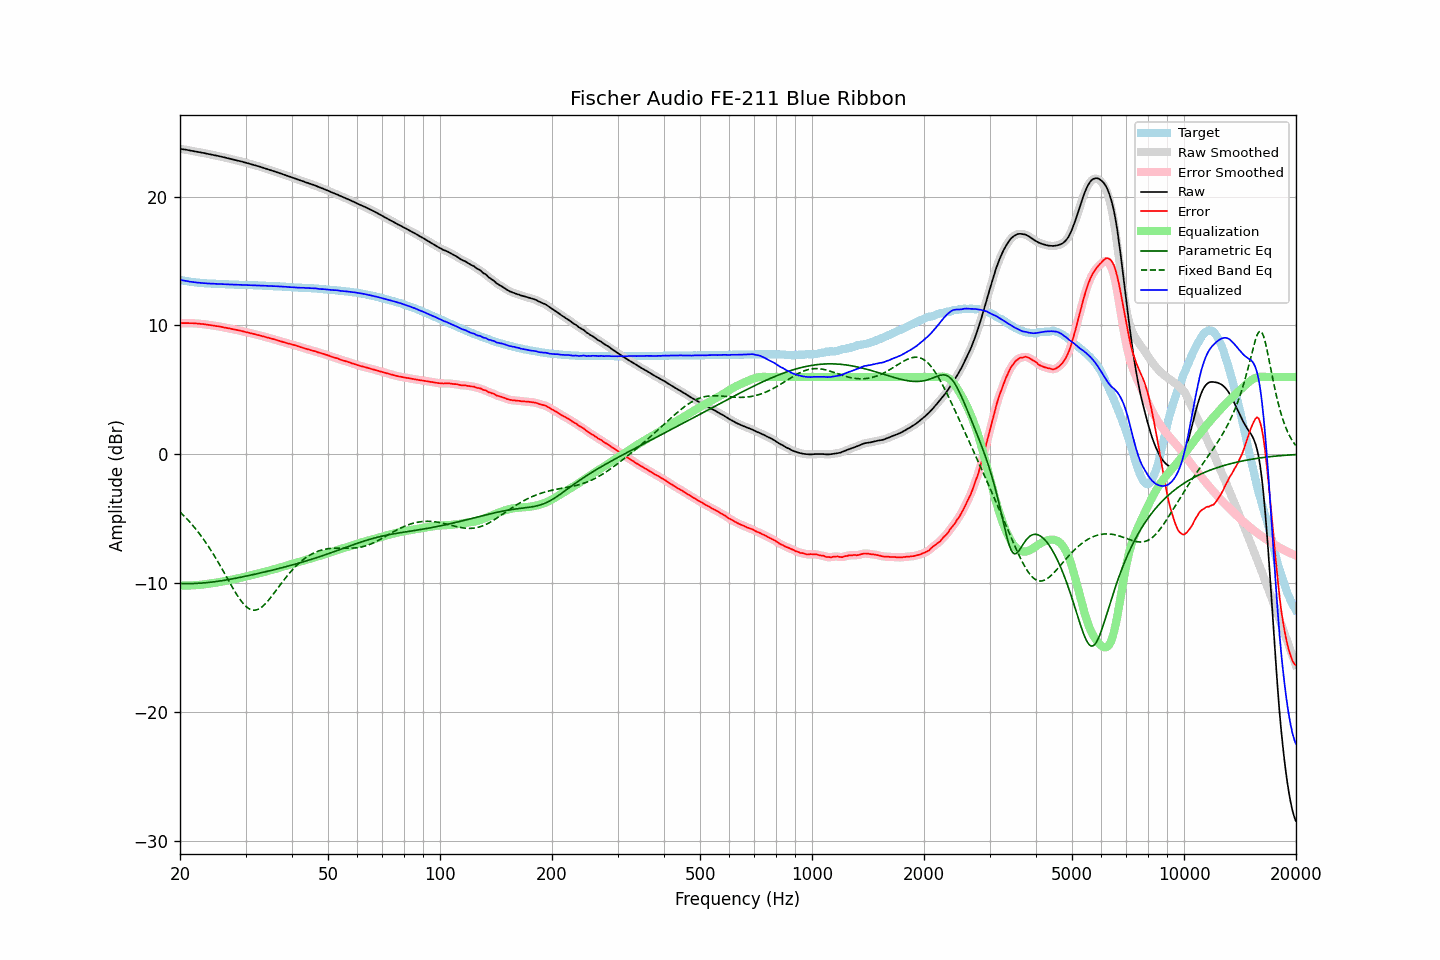 Fischer Audio FE-211 Blue Ribbon
Target
Raw Smoothed
Error Smoothed
Raw
Error
Equalization
Parametric Eq
Fixed Band Eq
Equalized
Amplitude (dBr)
20
10
0
−10
−20
−30
20 50 100 200 500 1000 2000 5000 10000 20000
Frequency (Hz)